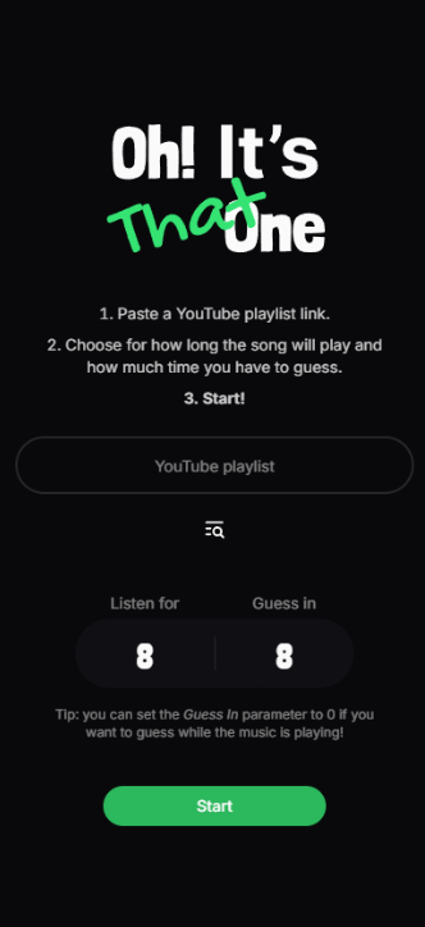 Oh! It's
That One
1. Paste a YouTube playlist link.
2. Choose for how long the song will play and
how much time you have to guess.
3. Start!
YouTube playlist
Listen for
Guess in
8
8
Tip: you can set the Guess In parameter to 0 if you
want to guess while the music is playing!
Start